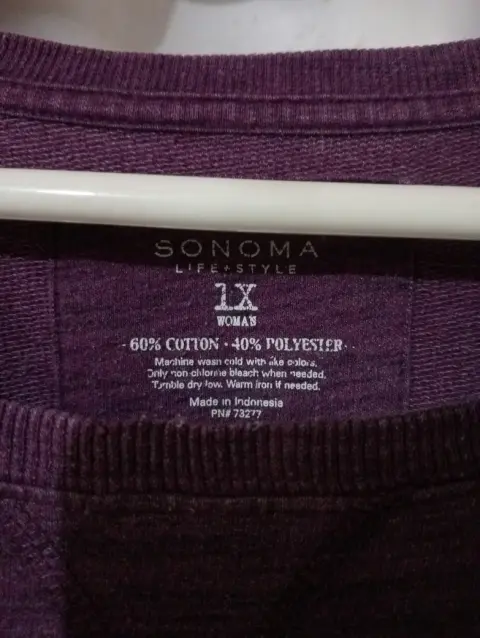 SONOMA
LIFE+STYLE
1X
WOMAN
· 60% COTTON · 40% POLYESTER ·
Machine wash cold with like colors.
Only non-chlorine bleach when needed.
Tumble dry low. Warm iron if needed.
Made in Indonesia
PN# 73277